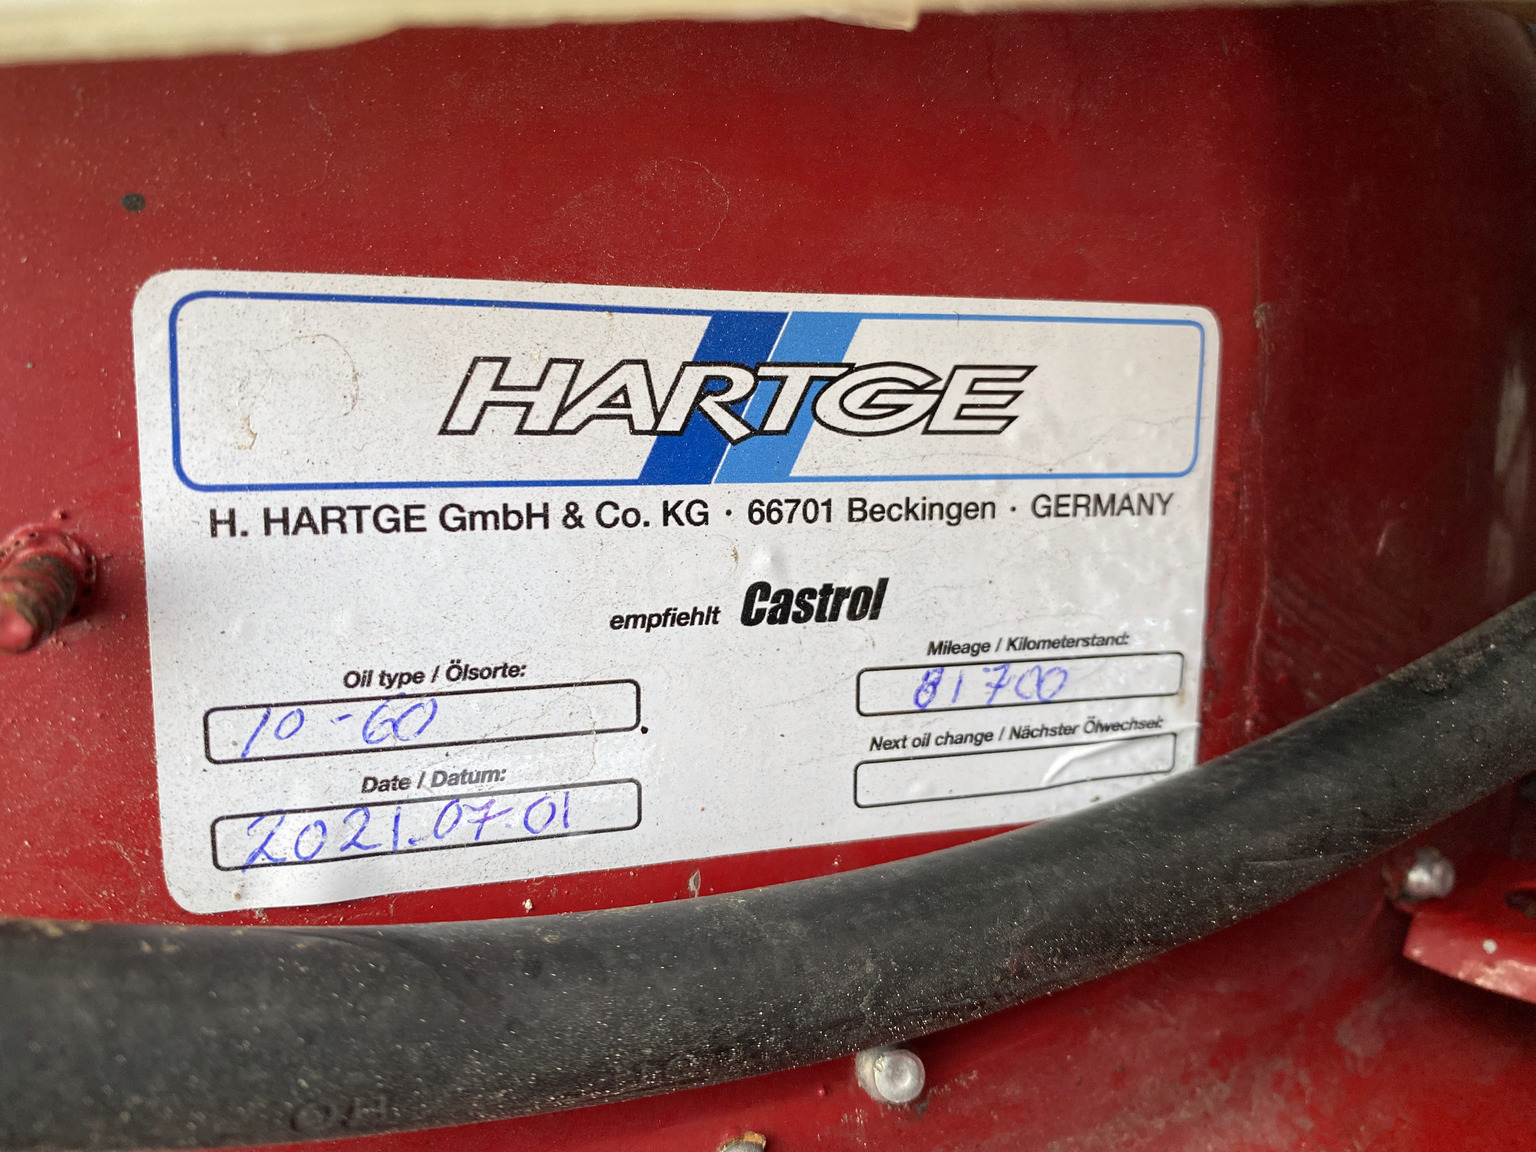 HARTGE
H. HARTGE GmbH & Co. KG · 66701 Beckingen · GERMANY
empfiehlt Castrol
Oil type / Ölsorte:
10-60
Date / Datum:
2021.07.01
Mileage / Kilometerstand:
81700
Next oil change / Nächster Ölwechsel: